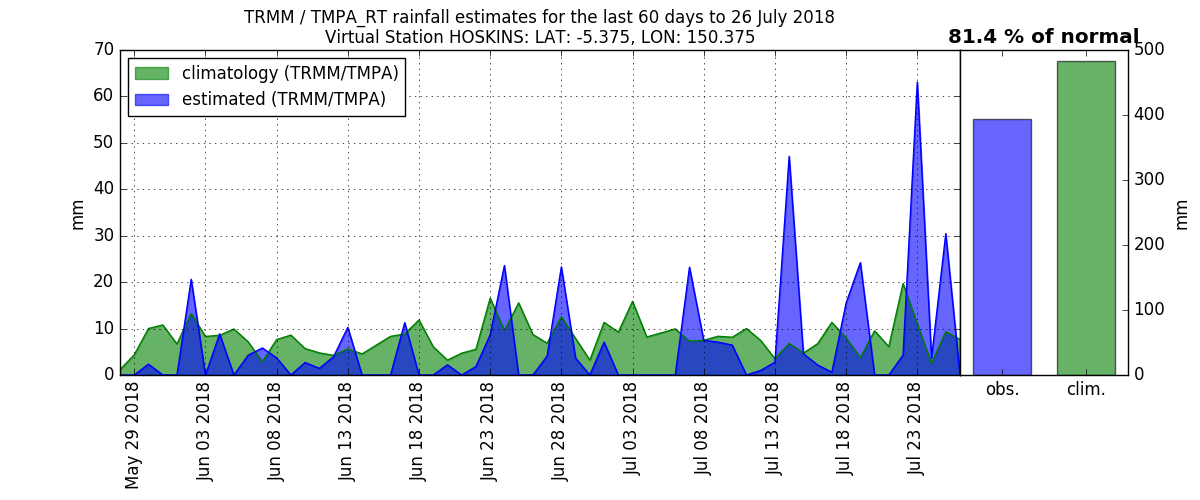 TRMM / TMPA_RT rainfall estimates for the last 60 days to 26 July 2018
Virtual Station HOSKINS: LAT: -5.375, LON: 150.375
81.4 % of normal
climatology (TRMM/TMPA)
estimated (TRMM/TMPA)
70
60
50
40
30
20
10
0
mm
May 29 2018
Jun 03 2018
Jun 08 2018
Jun 13 2018
Jun 18 2018
Jun 23 2018
Jun 28 2018
Jul 03 2018
Jul 08 2018
Jul 13 2018
Jul 18 2018
Jul 23 2018
500
400
300
200
100
0
mm
obs.
clim.